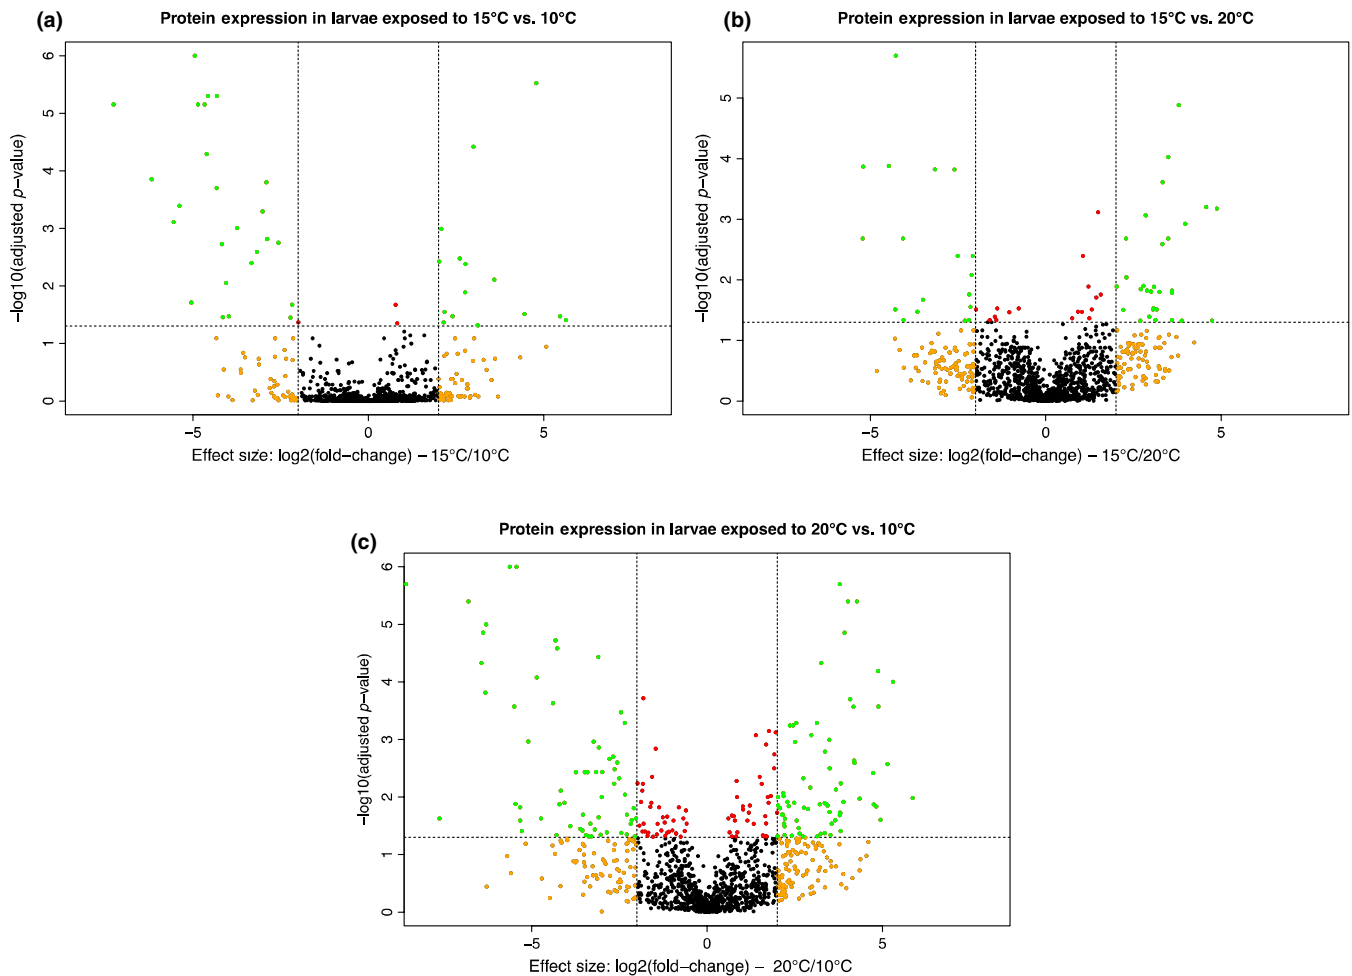 (a)
Protein expression in larvae exposed to 15°C vs. 10°C
−log10(adjusted p−value)
6
5
4
3
2
1
0
−5 0 5
Effect size: log2(fold−change) − 15°C/10°C
(b)
Protein expression in larvae exposed to 15°C vs. 20°C
−log10(adjusted p−value)
5
4
3
2
1
0
−5 0 5
Effect size: log2(fold−change) − 15°C/20°C
(c)
Protein expression in larvae exposed to 20°C vs. 10°C
−log10(adjusted p−value)
6
5
4
3
2
1
0
−5 0 5
Effect size: log2(fold−change) − 20°C/10°C